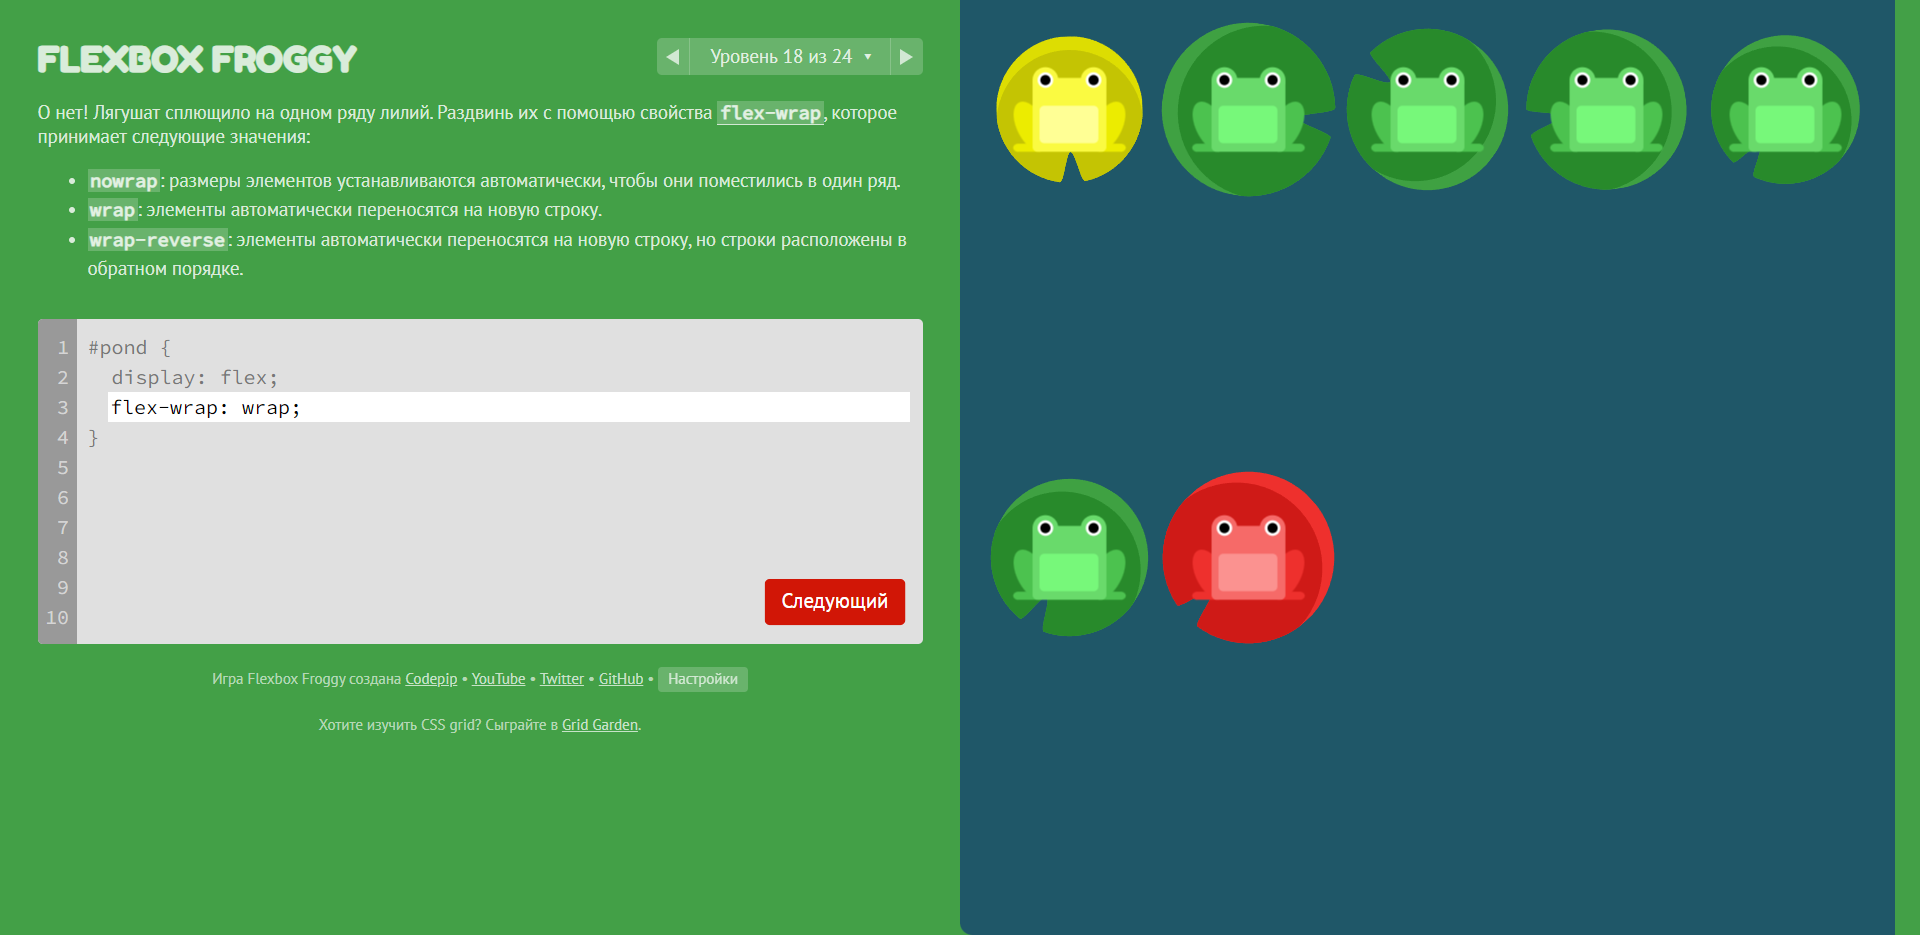 FLEXBOX FROGGY
Уровень 18 из 24
О нет! Лягушат сплющило на одном ряду лилий. Раздвинь их с помощью свойства flex-wrap, которое
принимает следующие значения:
nowrap: размеры элементов устанавливаются автоматически, чтобы они поместились в один ряд.
wrap: элементы автоматически переносятся на новую строку.
wrap-reverse: элементы автоматически переносятся на новую строку, но строки расположены в
обратном порядке.
1 #pond {
2 display: flex;
3 flex-wrap: wrap;
4 }
5
6
7
8
9
10
Следующий
Игра Flexbox Froggy создана Codepip • YouTube • Twitter • GitHub • Настройки
Хотите изучить CSS grid? Сыграйте в Grid Garden.